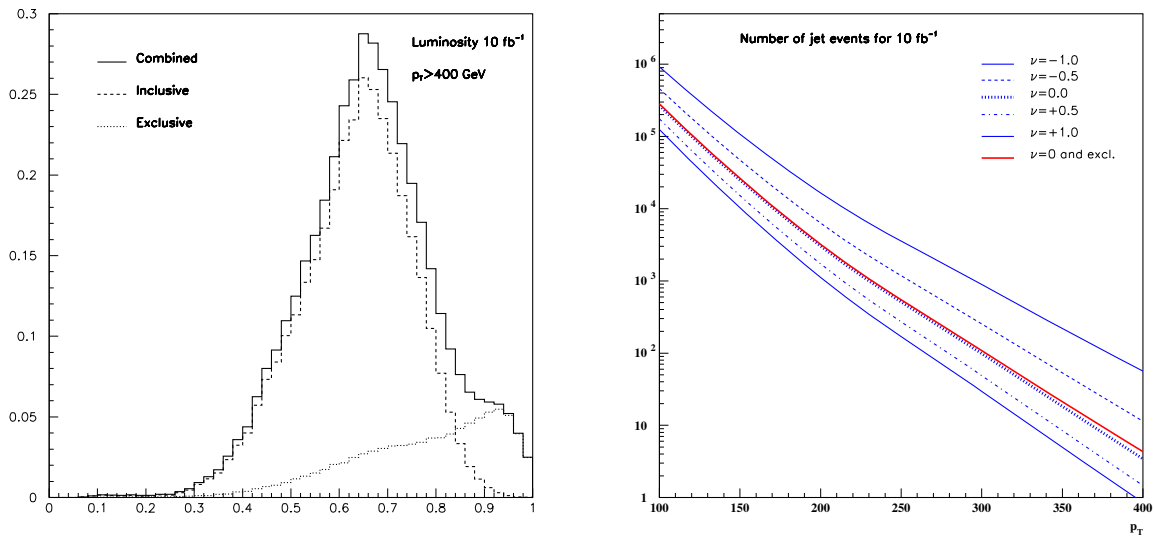 0.3
0.25
0.2
0.15
0.1
0.05
0
0 0.1 0.2 0.3 0.4 0.5 0.6 0.7 0.8 0.9 1
Combined
Inclusive
Exclusive
Luminosity 10 fb⁻¹
p_T>400 GeV
Number of jet events for 10 fb⁻¹
ν=−1.0
ν=−0.5
ν=0.0
ν=+0.5
ν=+1.0
ν=0 and excl.
10⁶
10⁵
10⁴
10³
10²
10
1
100 150 200 250 300 350 400
p_T